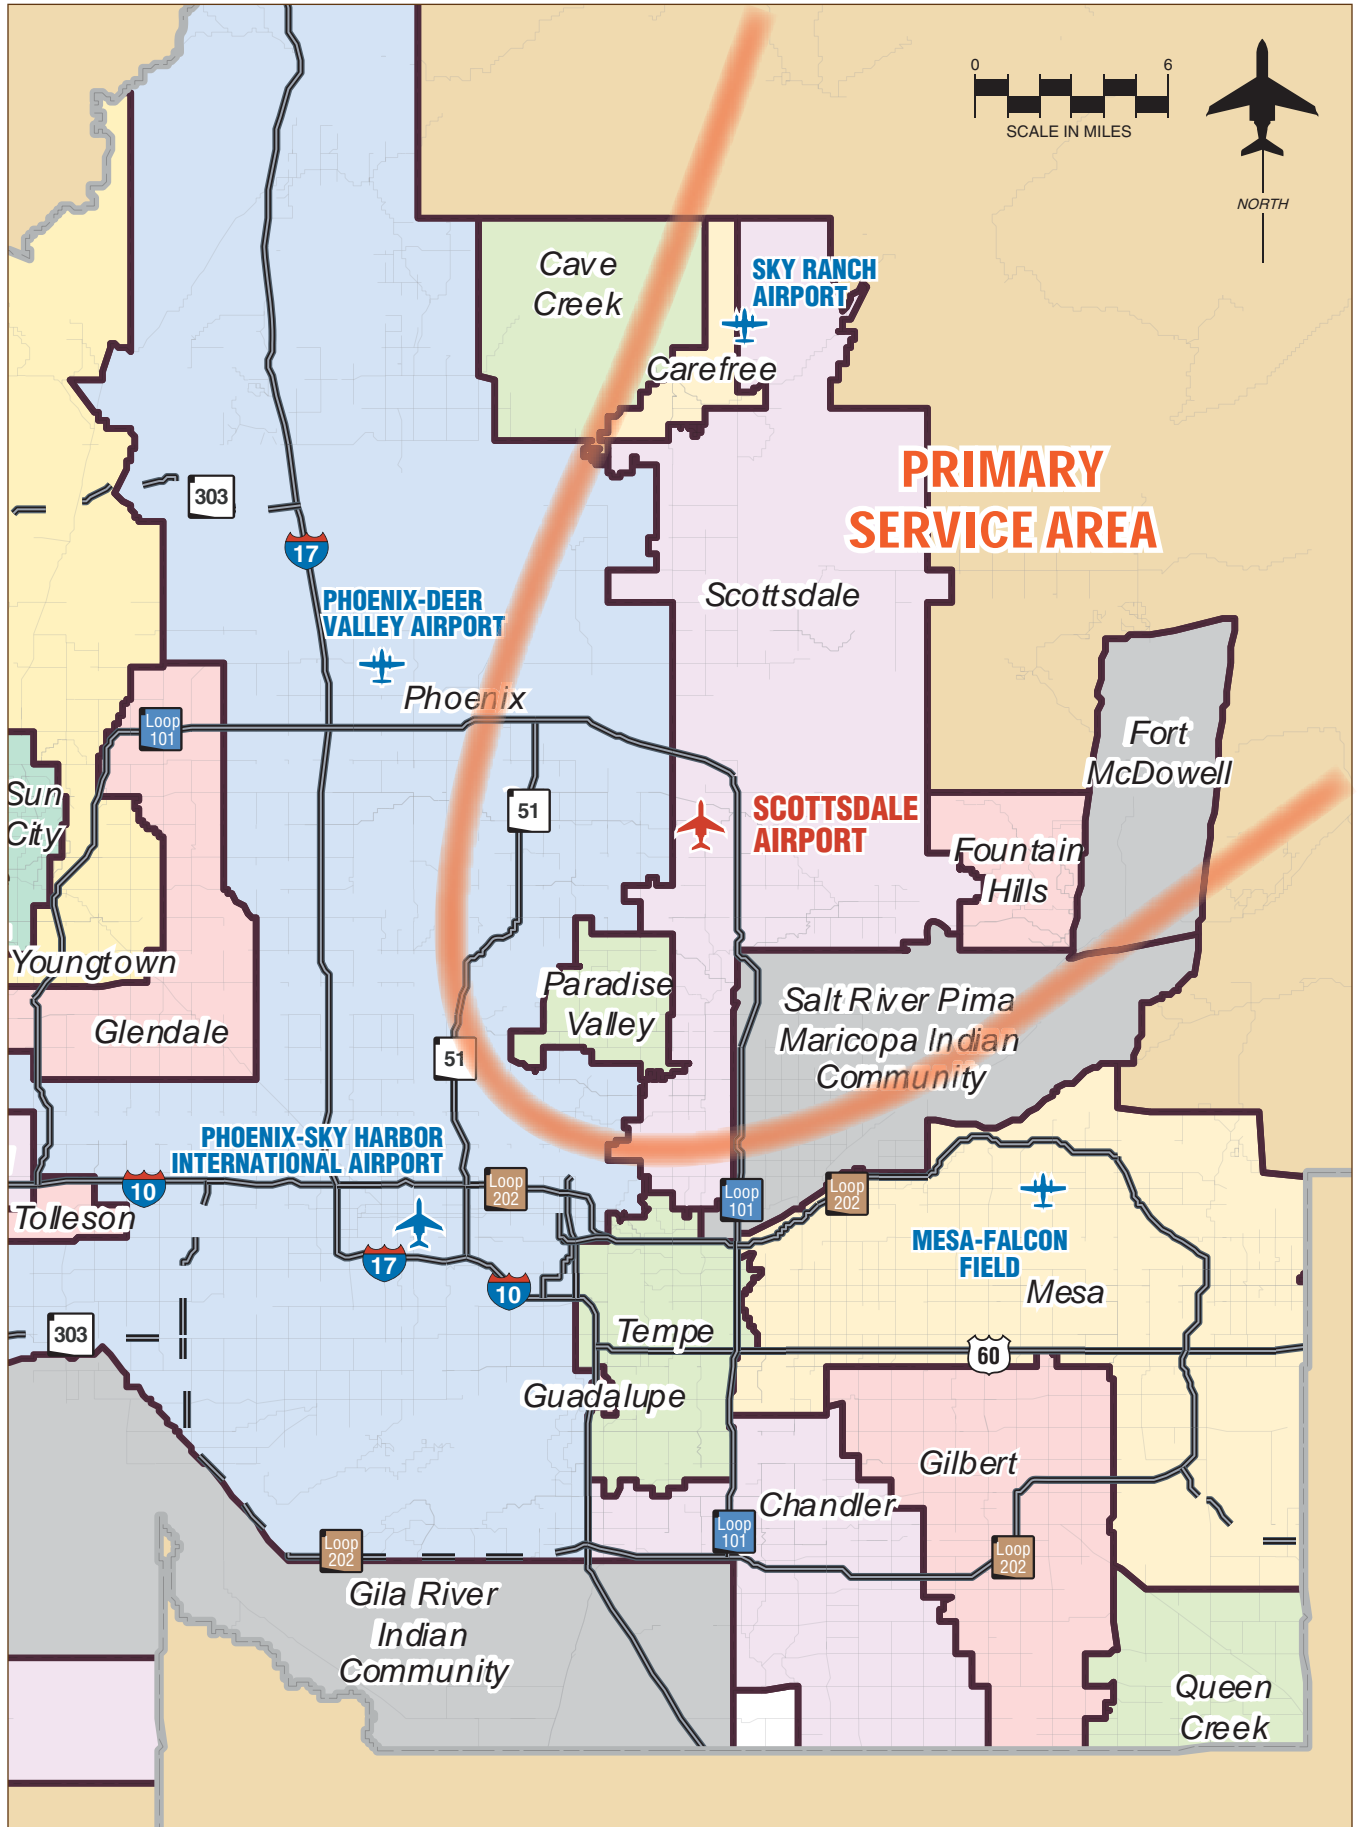 0 6
SCALE IN MILES
NORTH
Cave
Creek
SKY RANCH
AIRPORT
Carefree
PRIMARY
SERVICE AREA
303
17
Scottsdale
PHOENIX-DEER
VALLEY AIRPORT
Phoenix
Loop
101
Fort
McDowell
Sun
City
51
SCOTTSDALE
AIRPORT
Fountain
Hills
Youngtown
Paradise
Valley
Salt River Pima
Maricopa Indian
Community
Glendale
51
PHOENIX-SKY HARBOR
INTERNATIONAL AIRPORT
10
Loop
202
Loop
101
Loop
202
Tolleson
17
10
MESA-FALCON
FIELD
Mesa
303
Tempe
60
Guadalupe
Gilbert
Chandler
Loop
101
Loop
202
Loop
202
Gila River
Indian
Community
Queen
Creek